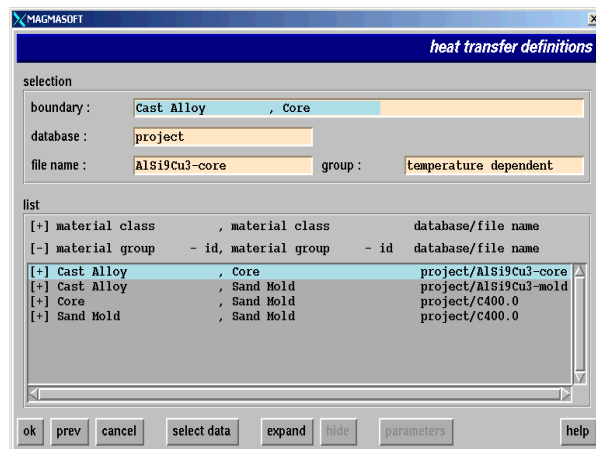 MAGMASOFT
heat transfer definitions
selection
boundary : Cast Alloy , Core
database : project
file name : AlSi9Cu3-core group : temperature dependent
list
[+] material class , material class database/file name
[-] material group - id, material group - id database/file name
[+] Cast Alloy , Core project/AlSi9Cu3-core
[+] Cast Alloy , Sand Mold project/AlSi9Cu3-mold
[+] Core , Sand Mold project/C400.0
[+] Sand Mold , Sand Mold project/C400.0
ok prev cancel select data expand hide parameters help